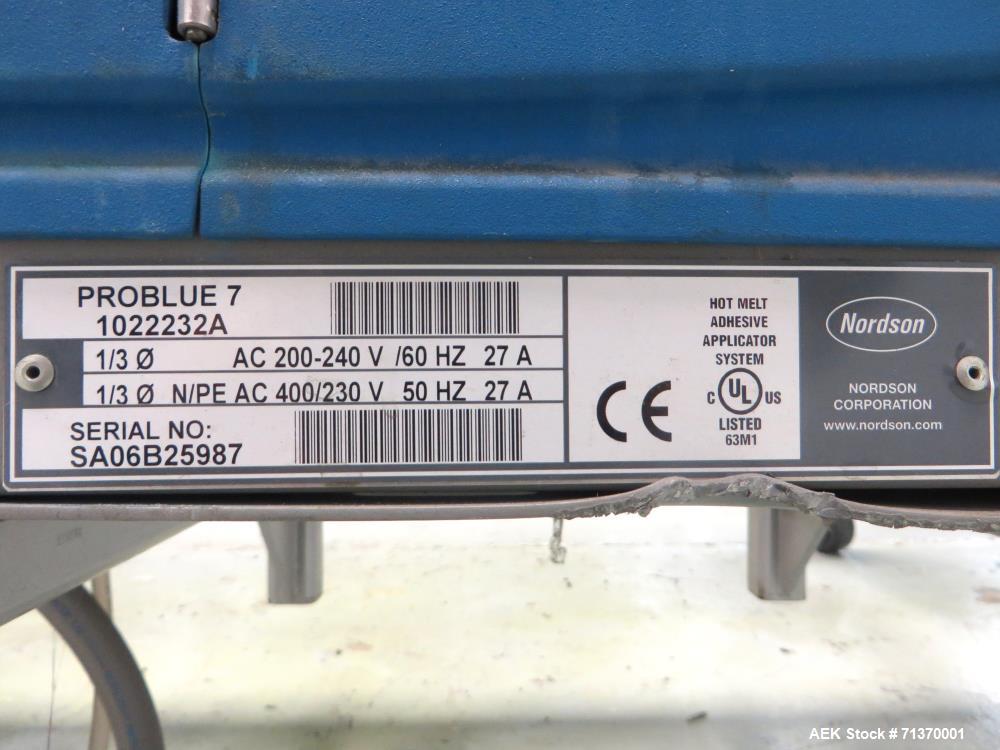 PROBLUE 7
1022232A
1/3 Ø AC 200-240 V /60 HZ 27 A
1/3 Ø N/PE AC 400/230 V 50 HZ 27 A
SERIAL NO:
SA06B25987
CE
HOT MELT
ADHESIVE
APPLICATOR
SYSTEM
C UL US
LISTED
63M1
Nordson
NORDSON
CORPORATION
www.nordson.com
AEK Stock #71370001